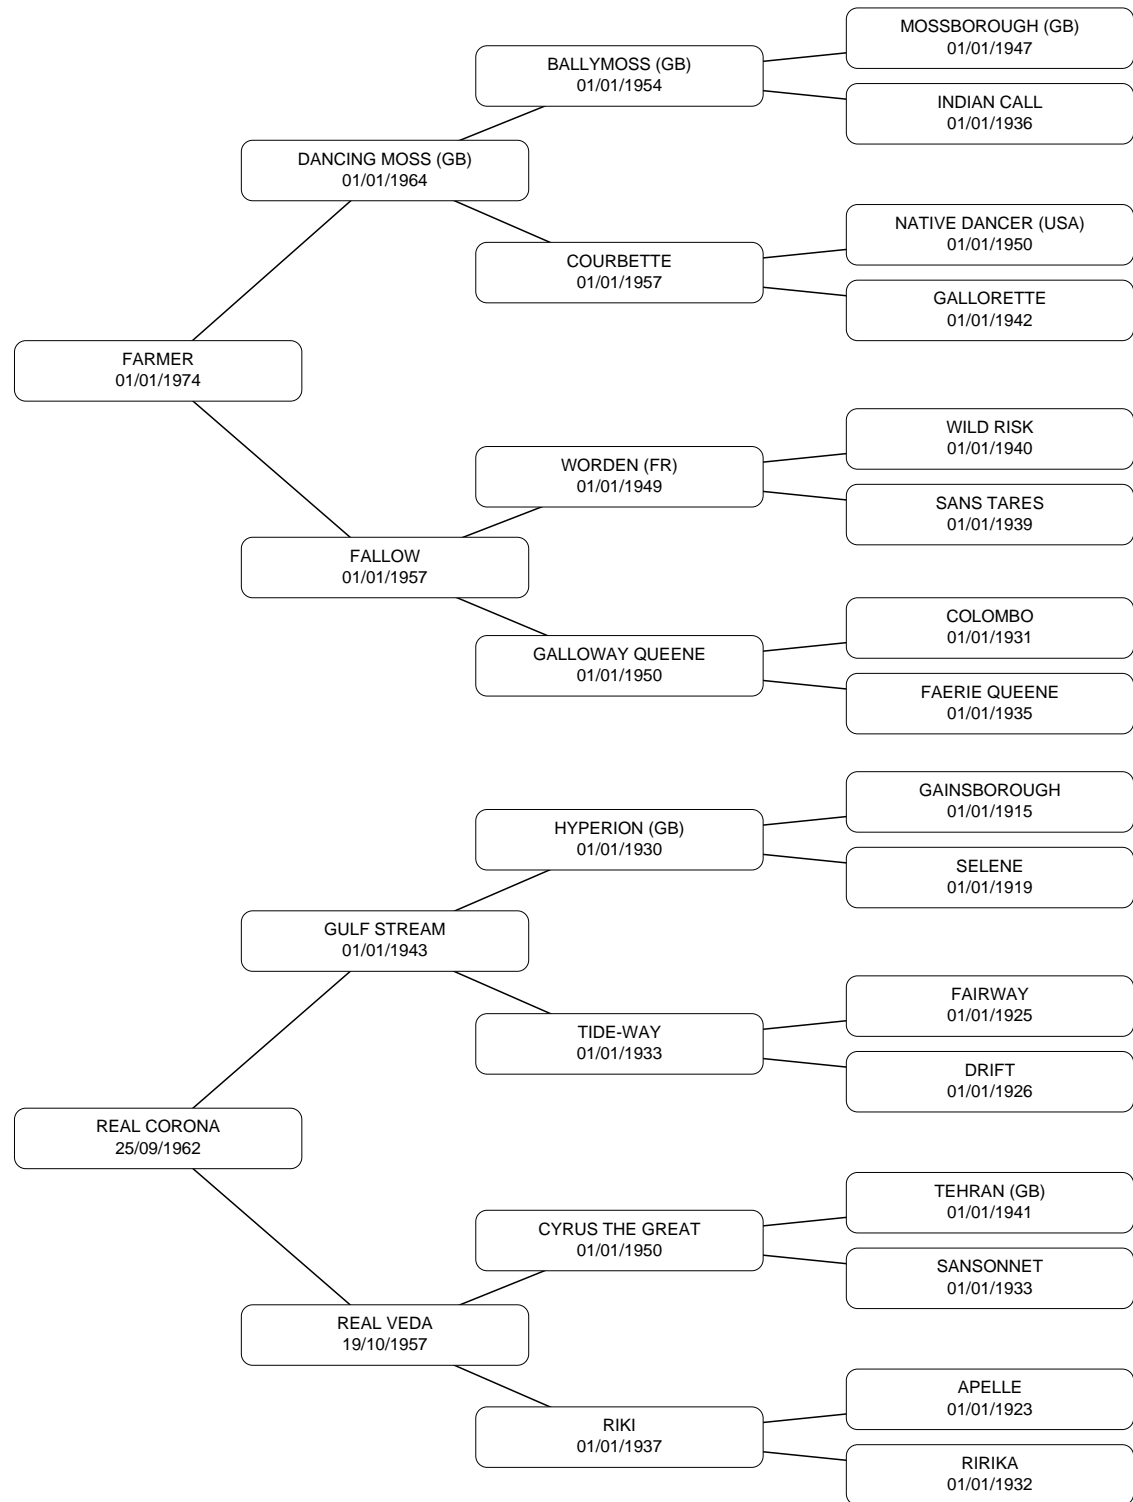 MOSSBOROUGH (GB)
01/01/1947
BALLYMOSS (GB)
01/01/1954
INDIAN CALL
01/01/1936
DANCING MOSS (GB)
01/01/1964
NATIVE DANCER (USA)
01/01/1950
COURBETTE
01/01/1957
GALLORETTE
01/01/1942
FARMER
01/01/1974
WILD RISK
01/01/1940
WORDEN (FR)
01/01/1949
SANS TARES
01/01/1939
FALLOW
01/01/1957
COLOMBO
01/01/1931
GALLOWAY QUEENE
01/01/1950
FAERIE QUEENE
01/01/1935
GAINSBOROUGH
01/01/1915
HYPERION (GB)
01/01/1930
SELENE
01/01/1919
GULF STREAM
01/01/1943
FAIRWAY
01/01/1925
TIDE-WAY
01/01/1933
DRIFT
01/01/1926
REAL CORONA
25/09/1962
TEHRAN (GB)
01/01/1941
CYRUS THE GREAT
01/01/1950
SANSONNET
01/01/1933
REAL VEDA
19/10/1957
APELLE
01/01/1923
RIKI
01/01/1937
RIRIKA
01/01/1932